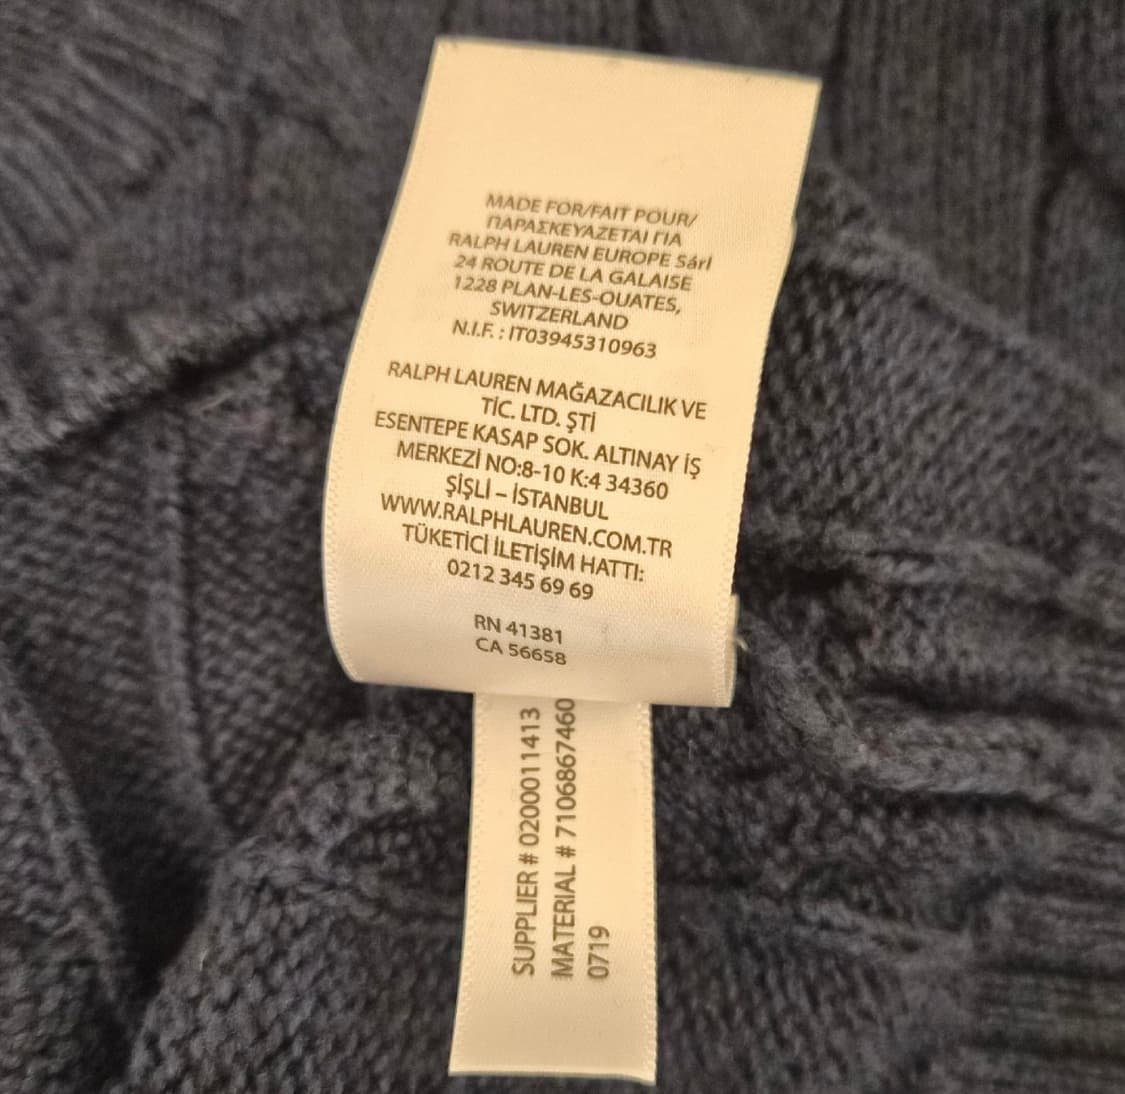 MADE FOR/FAIT POUR/
ΠΑΡΑΣΚΕΥΑΖΕΤΑΙ ΓΙΑ
RALPH LAUREN EUROPE Sárl
24 ROUTE DE LA GALAISE
1228 PLAN-LES-OUATES,
SWITZERLAND
N.I.F. : IT03945310963
RALPH LAUREN MAĞAZACILIK VE
TİC. LTD. ŞTİ
ESENTEPE KASAP SOK. ALTINAY İŞ
MERKEZİ NO:8-10 K:4 34360
ŞİŞLİ – İSTANBUL
WWW.RALPHLAUREN.COM.TR
TÜKETİCİ İLETİŞİM HATTI:
0212 345 69 69
RN 41381
CA 56658
SUPPLIER # 0200011413
MATERIAL # 7106867460
0719